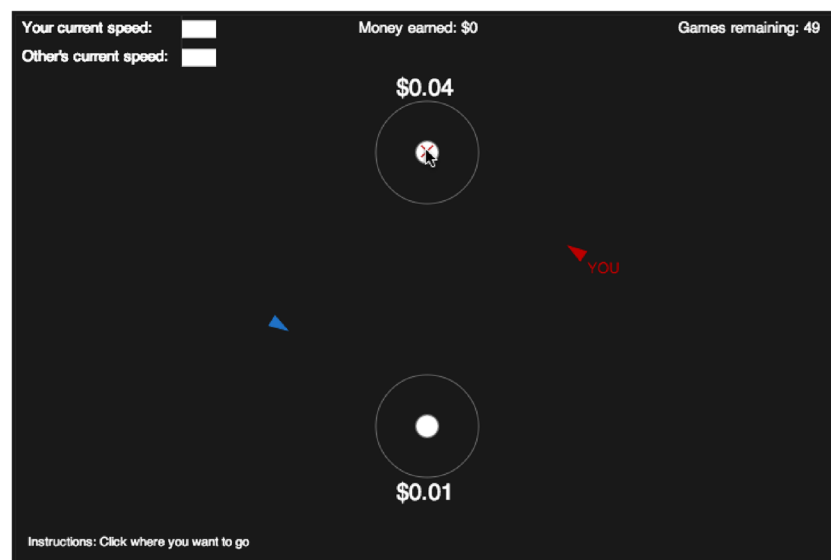 Your current speed: Money earned: $0 Games remaining: 49
Other's current speed:
$0.04
YOU
$0.01
Instructions: Click where you want to go